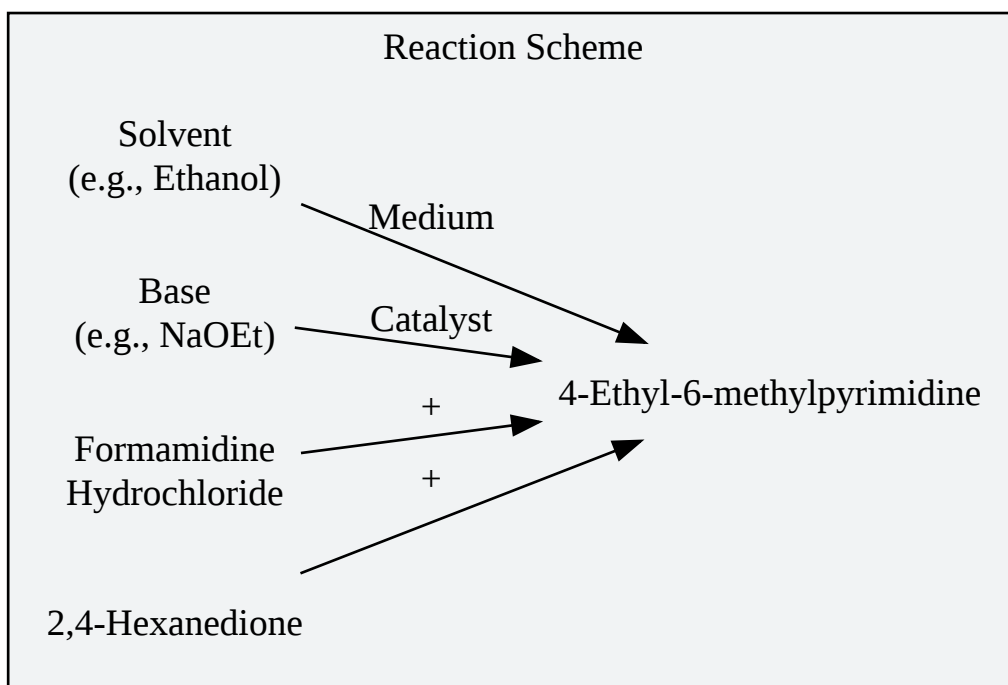 Reaction Scheme
Solvent
(e.g., Ethanol)
Medium
Base
(e.g., NaOEt)
Catalyst
4-Ethyl-6-methylpyrimidine
+
Formamidine
Hydrochloride
+
2,4-Hexanedione